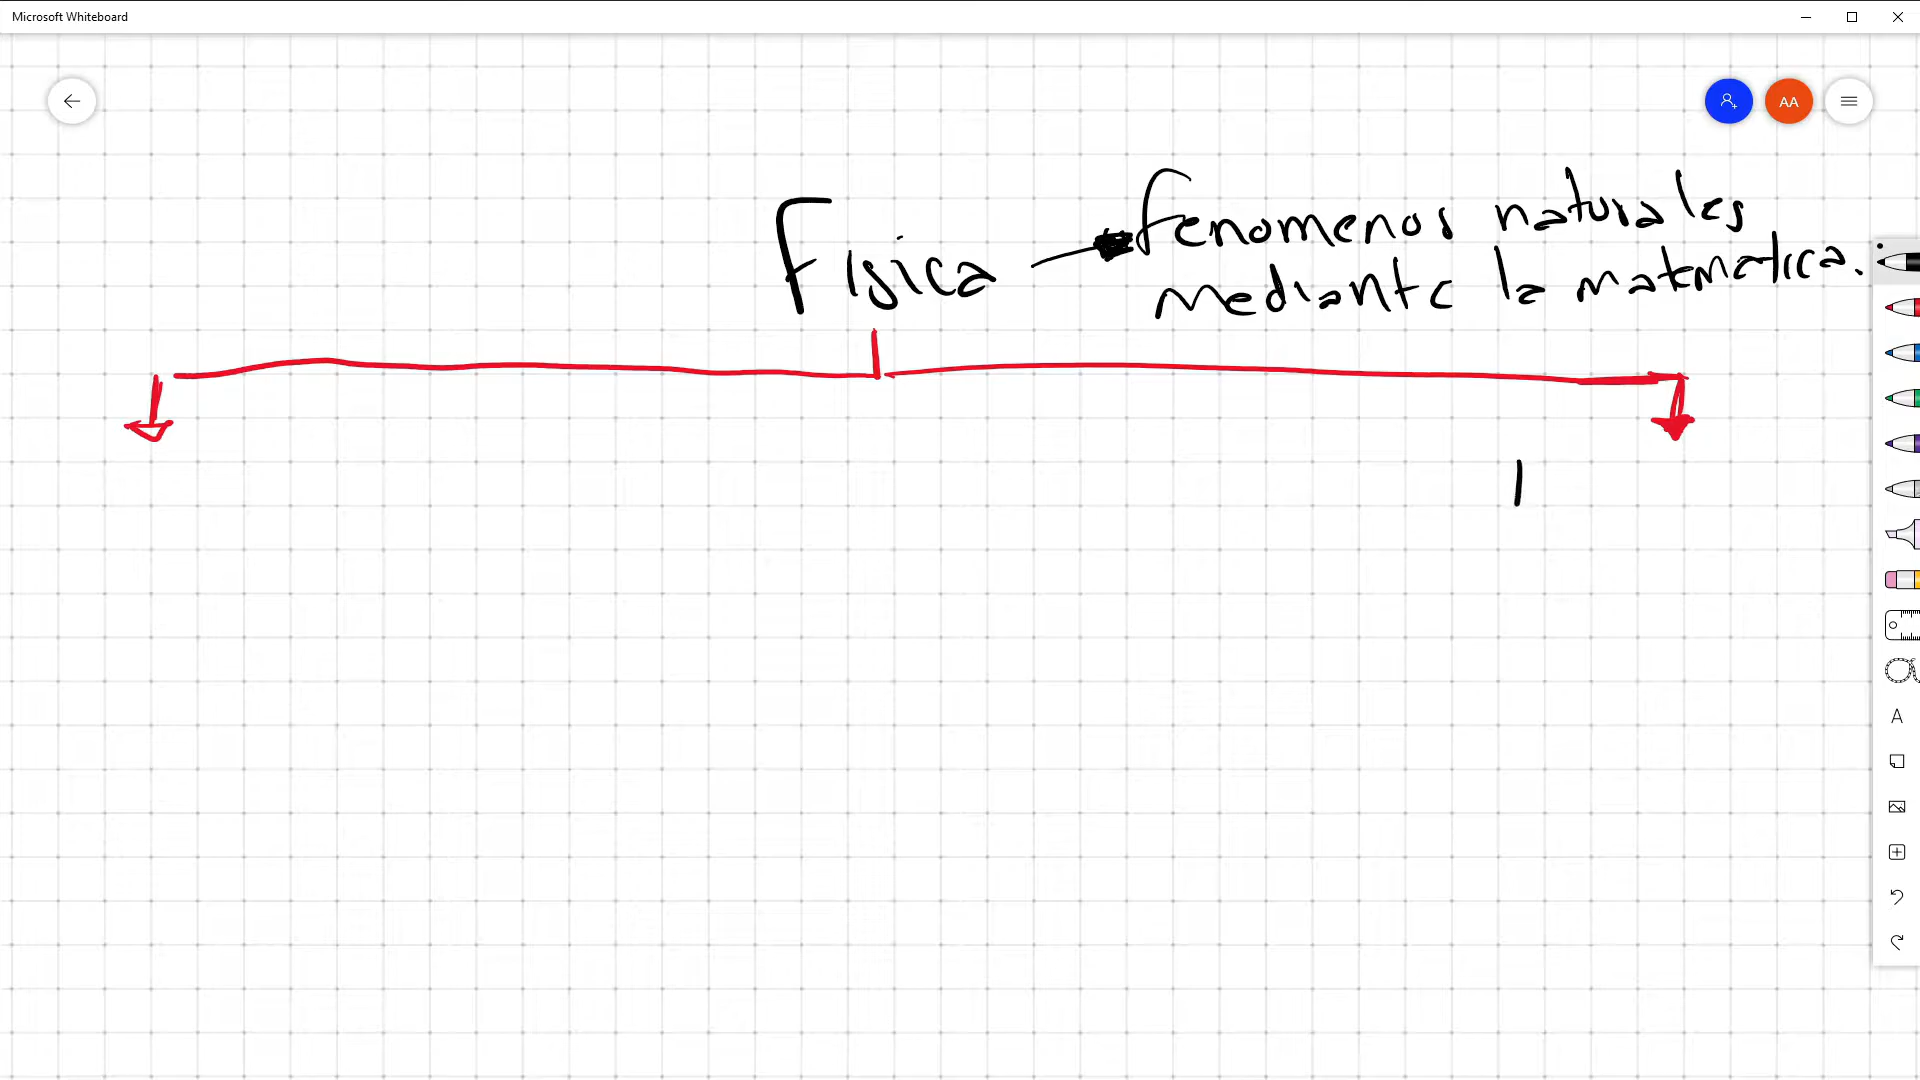 Microsoft Whiteboard
AA
Fisica
fenomenos naturales
mediante la matematica.
A